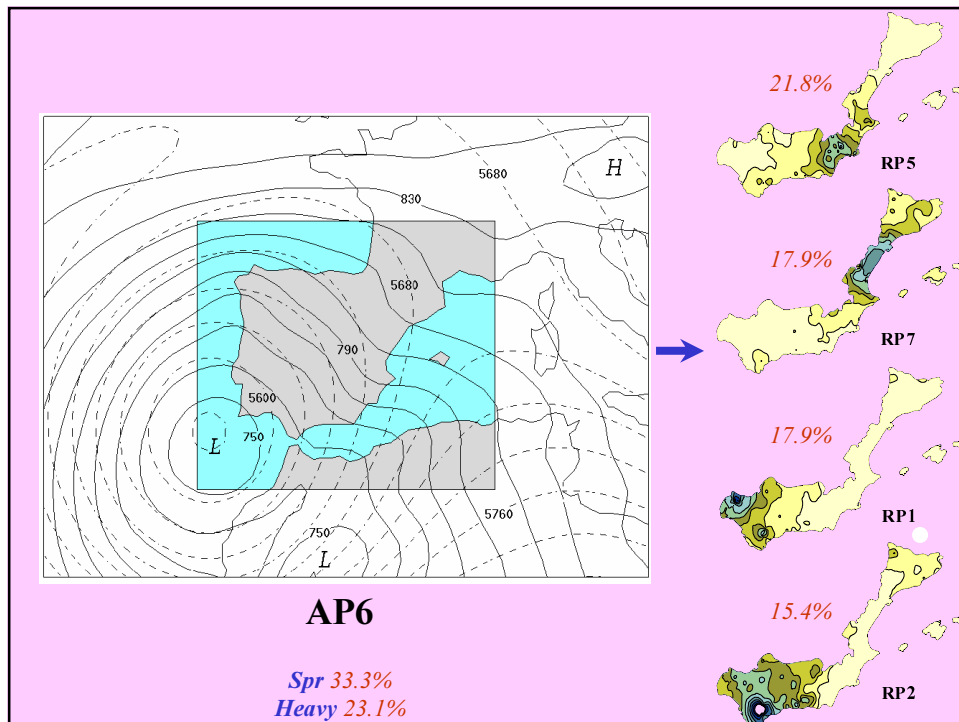 21.8%
RP5
5680
H
830
5680
17.9%
RP7
790
5600
L
750
17.9%
RP1
5760
750
L
AP6
15.4%
RP2
Spr 33.3%
Heavy 23.1%